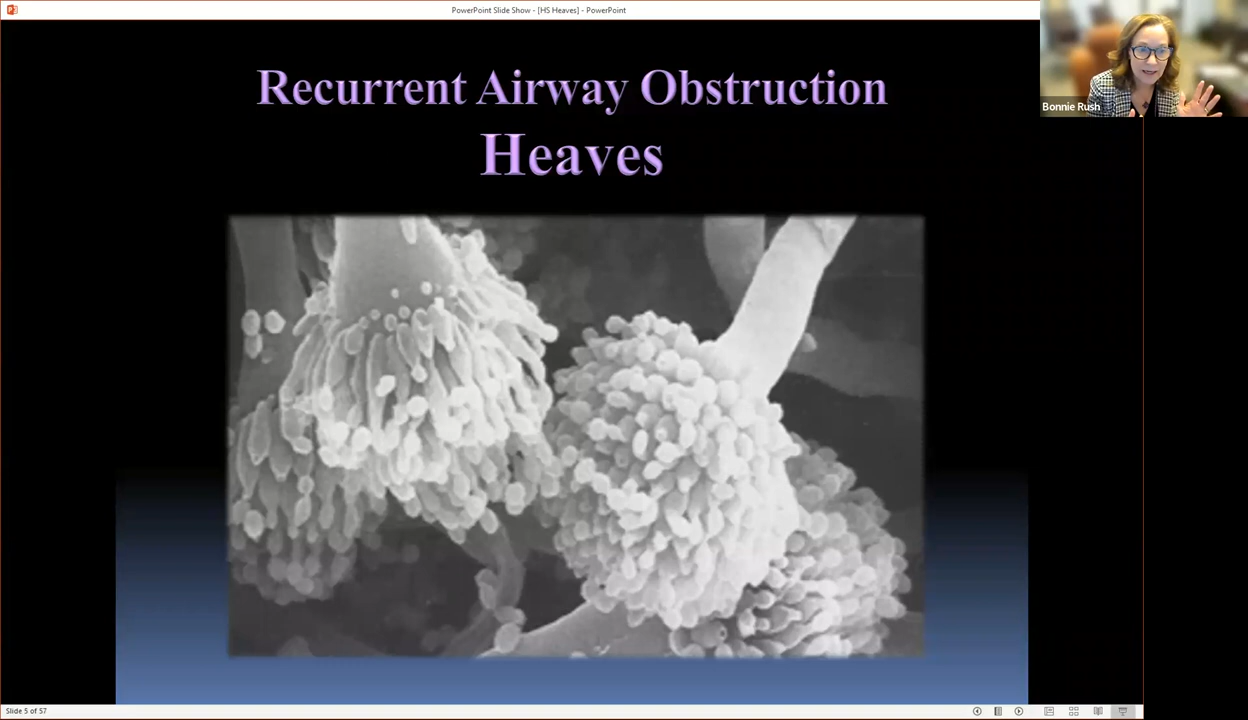 PowerPoint Slide Show - [HS Heaves] - PowerPoint
Recurrent Airway Obstruction
Heaves
Bonnie Rush
Slide 5 of 57